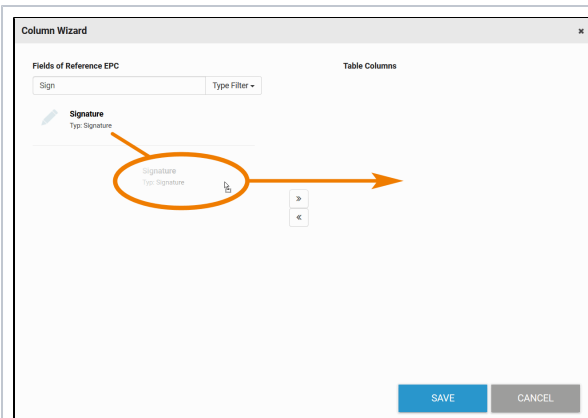 Column Wizard
×
Fields of Reference EPC
Table Columns
Sign
Type Filter
Signature
Typ: Signature
Signature
Typ: Signature
»
«
SAVE
CANCEL